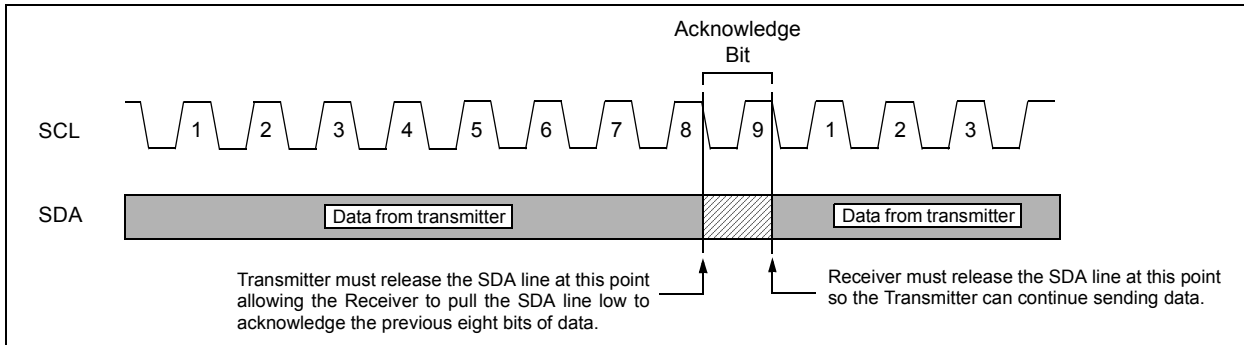 Acknowledge
Bit
SCL
1 2 3 4 5 6 7 8 9 1 2 3
SDA
Data from transmitter
Data from transmitter
Transmitter must release the SDA line at this point
allowing the Receiver to pull the SDA line low to
acknowledge the previous eight bits of data.
Receiver must release the SDA line at this point
so the Transmitter can continue sending data.